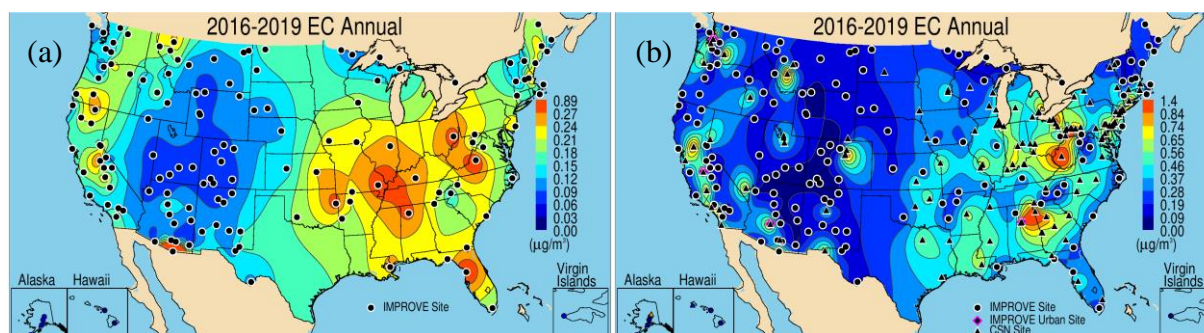 (a)
2016-2019 EC Annual
0.89
0.27
0.24
0.21
0.18
0.15
0.12
0.09
0.06
0.03
0.00
(µg/m³)
Alaska
Hawaii
IMPROVE Site
Virgin
Islands
(b)
2016-2019 EC Annual
1.4
0.84
0.74
0.65
0.56
0.46
0.37
0.28
0.19
0.09
0.00
(µg/m³)
Alaska
Hawaii
IMPROVE Site
IMPROVE Urban Site
CSN Site
Virgin
Islands